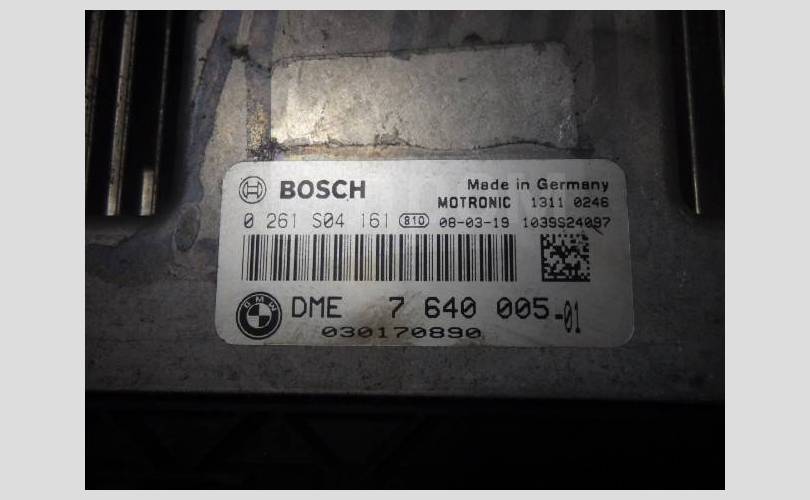 BOSCH
Made in Germany
MOTRONIC 1311 0246
0 261 S04 161 810 08-03-19 1039S24097
BMW
DME 7 640 005-01
030170890